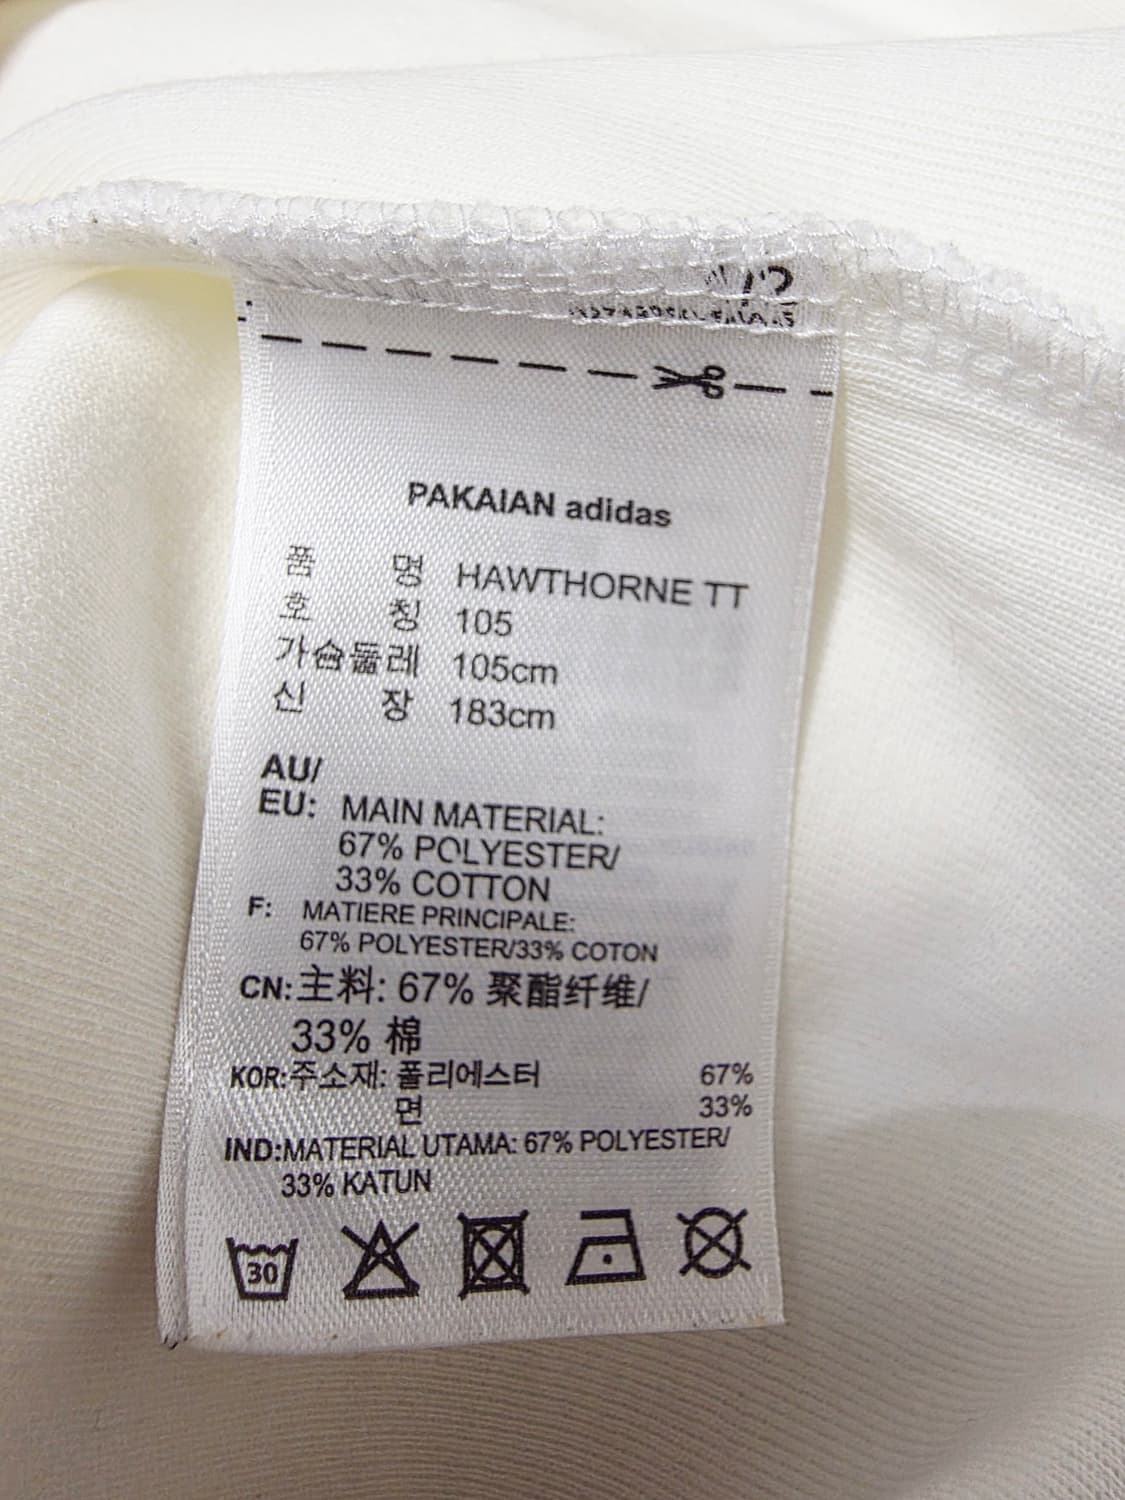 PAKAIAN adidas
품 명 HAWTHORNE TT
호 칭 105
가슴둘레 105cm
신 장 183cm
AU/
EU: MAIN MATERIAL:
67% POLYESTER/
33% COTTON
F: MATIERE PRINCIPALE:
67% POLYESTER/33% COTON
CN:主料: 67% 聚酯纤维/
33% 棉
KOR:주소재: 폴리에스터 67%
면 33%
IND:MATERIAL UTAMA: 67% POLYESTER/
33% KATUN
30